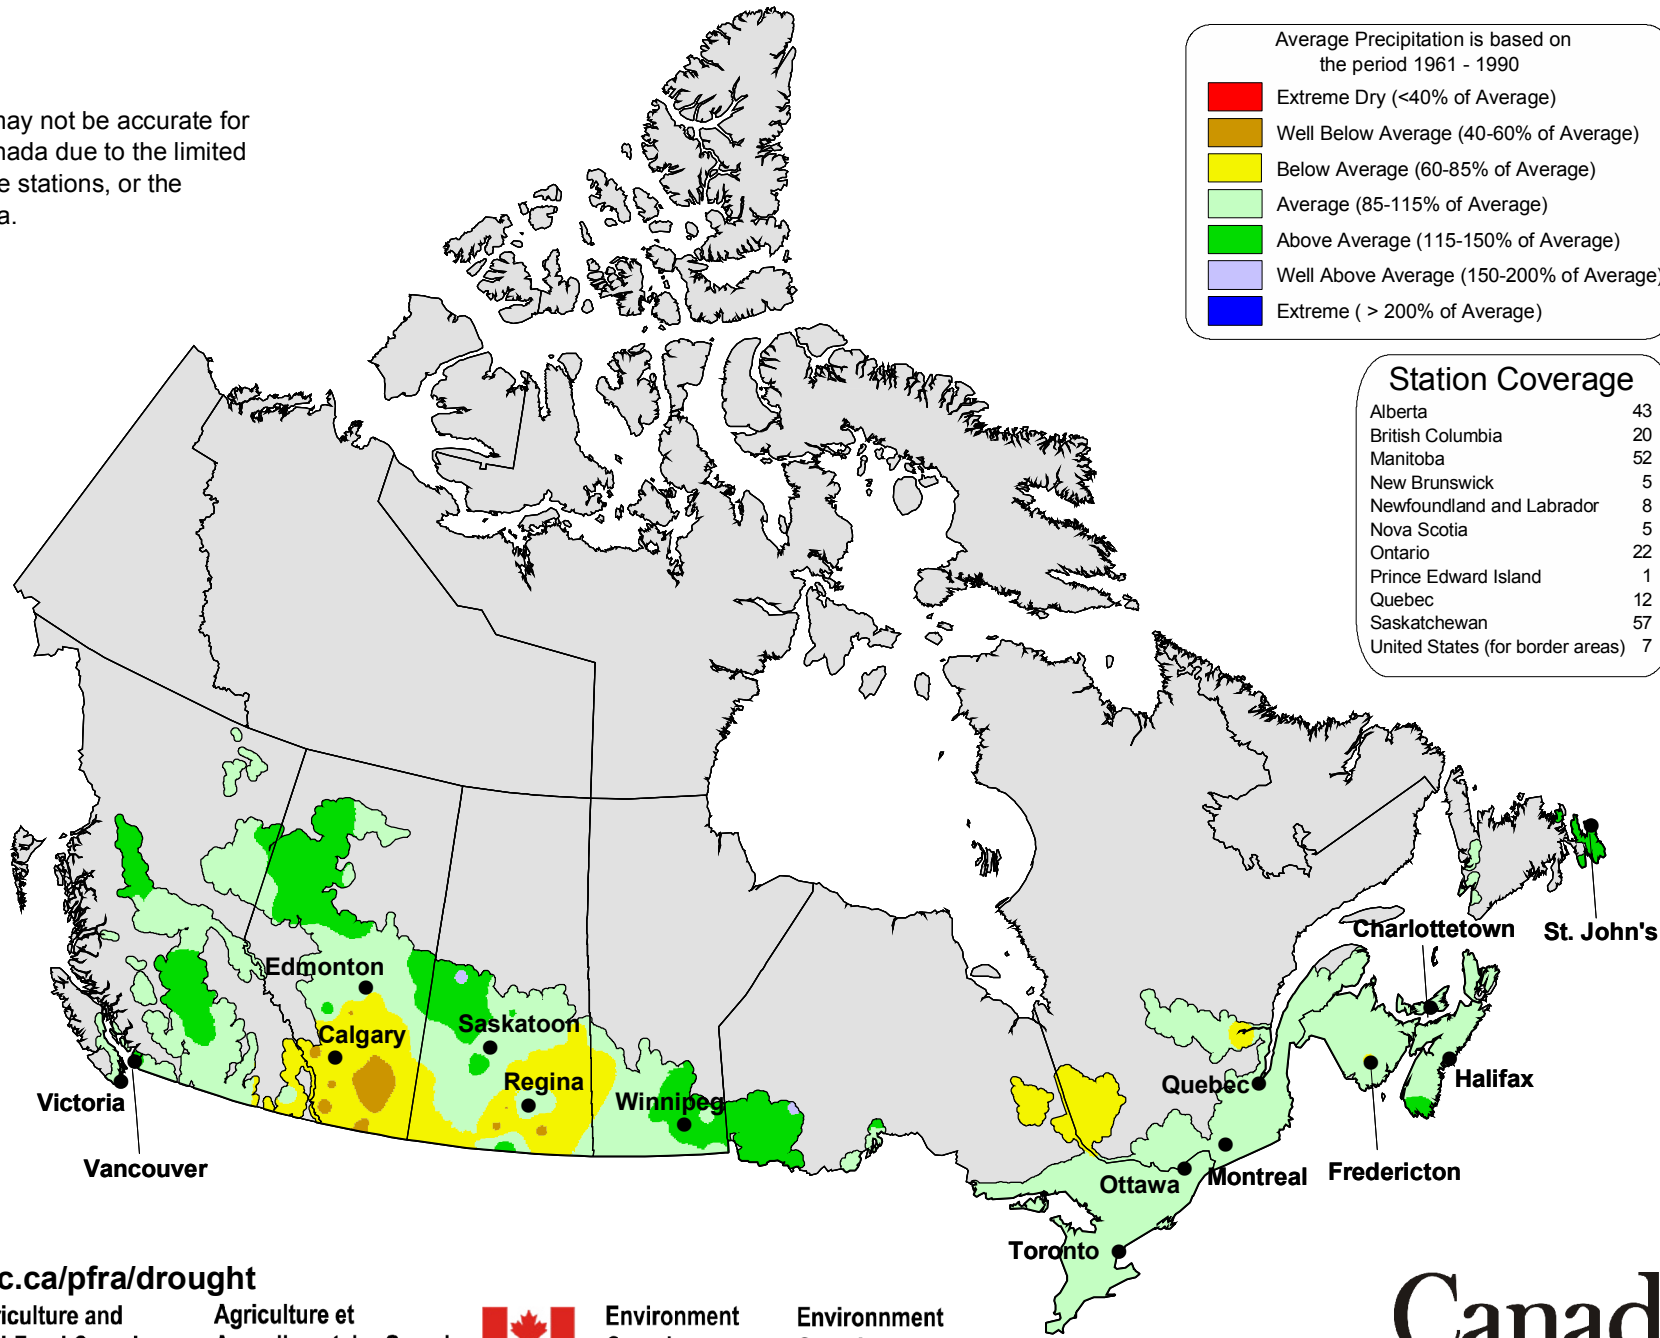 may not be accurate for
due to the limited
stations, or the
Average Precipitation is based on
the period 1961 - 1990
Extreme Dry (<40% of Average)
Well Below Average (40-60% of Average)
Below Average (60-85% of Average)
Average (85-115% of Average)
Above Average (115-150% of Average)
Well Above Average (150-200% of Average)
Extreme ( > 200% of Average)
Station Coverage
Alberta 43
British Columbia 20
Manitoba 52
New Brunswick 5
Newfoundland and Labrador 8
Nova Scotia 5
Ontario 22
Prince Edward Island 1
Quebec 12
Saskatchewan 57
United States (for border areas) 7
Charlottetown
St. John's
Edmonton
Calgary
Saskatoon
Regina
Winnipeg
Victoria
Vancouver
Quebec
Halifax
Montreal
Fredericton
Ottawa
Toronto
c.ca/pfra/drought
riculture and
Agriculture et
Environment
Environnment
Canad